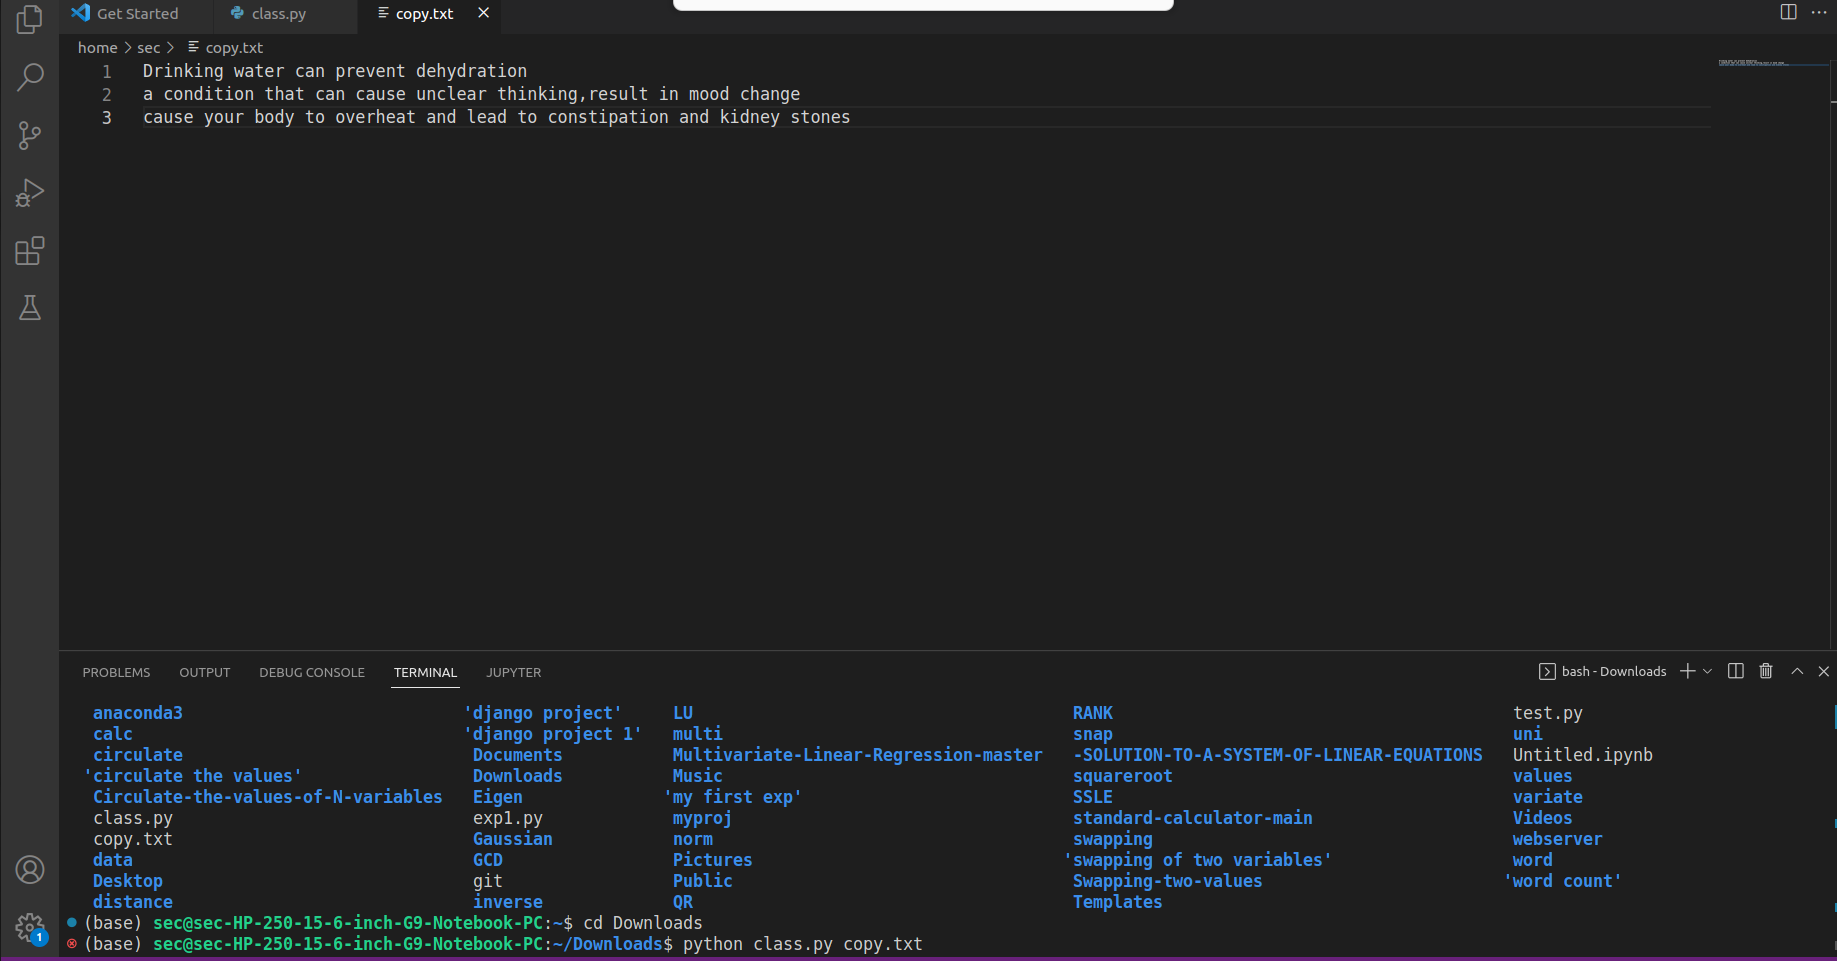 Get Started class.py copy.txt
home > sec > copy.txt
1 Drinking water can prevent dehydration
2 a condition that can cause unclear thinking,result in mood change
3 cause your body to overheat and lead to constipation and kidney stones
PROBLEMS OUTPUT DEBUG CONSOLE TERMINAL JUPYTER bash - Downloads
anaconda3 'django project' LU RANK test.py
calc 'django project 1' multi snap uni
circulate Documents Multivariate-Linear-Regression-master -SOLUTION-TO-A-SYSTEM-OF-LINEAR-EQUATIONS Untitled.ipynb
'circulate the values' Downloads Music squareroot values
Circulate-the-values-of-N-variables Eigen 'my first exp' SSLE variate
class.py exp1.py myproj standard-calculator-main Videos
copy.txt Gaussian norm swapping webserver
data GCD Pictures 'swapping of two variables' word
Desktop git Public Swapping-two-values 'word count'
distance inverse QR Templates
(base) sec@sec-HP-250-15-6-inch-G9-Notebook-PC:~$ cd Downloads
(base) sec@sec-HP-250-15-6-inch-G9-Notebook-PC:~/Downloads$ python class.py copy.txt
1